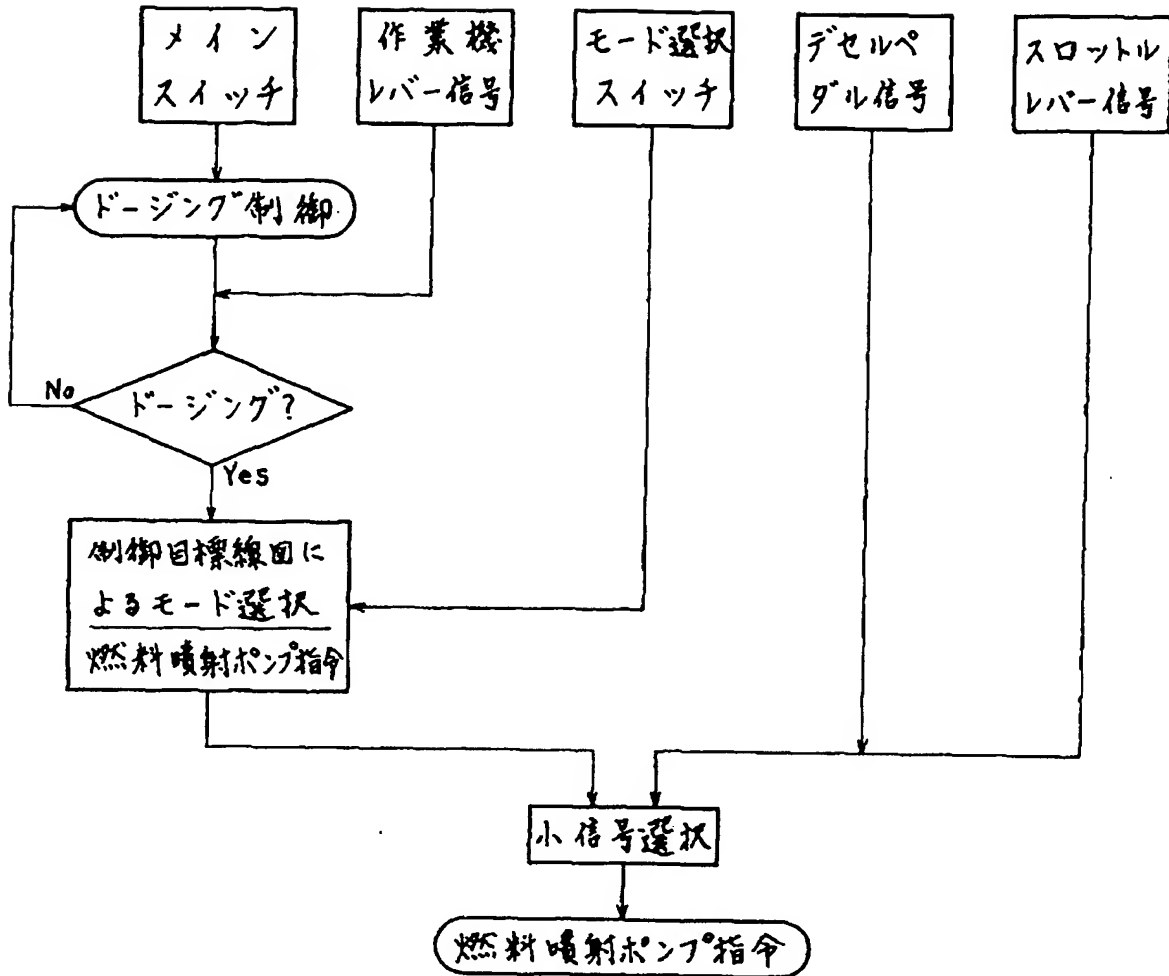 メイン
スイッチ
作業機
レバー信号
モード選択
スイッチ
デセルペ
ダル信号
スロットル
レバー信号
ドージング制御
No
ドージング?
Yes
制御目標線図に
よるモード選択
燃料噴射ポンプ指令
小信号選択
燃料噴射ポンプ指令